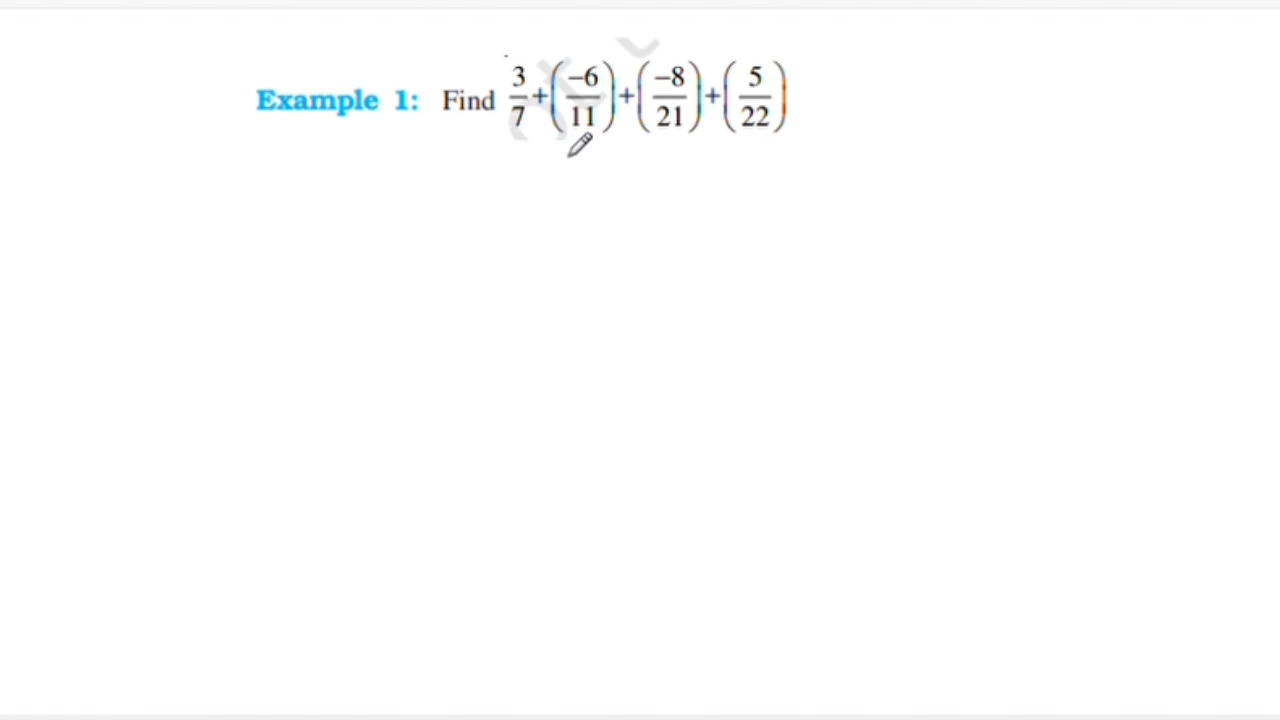 Example 1: Find 3/7 + (–6/11) + (–8/21) + (5/22)